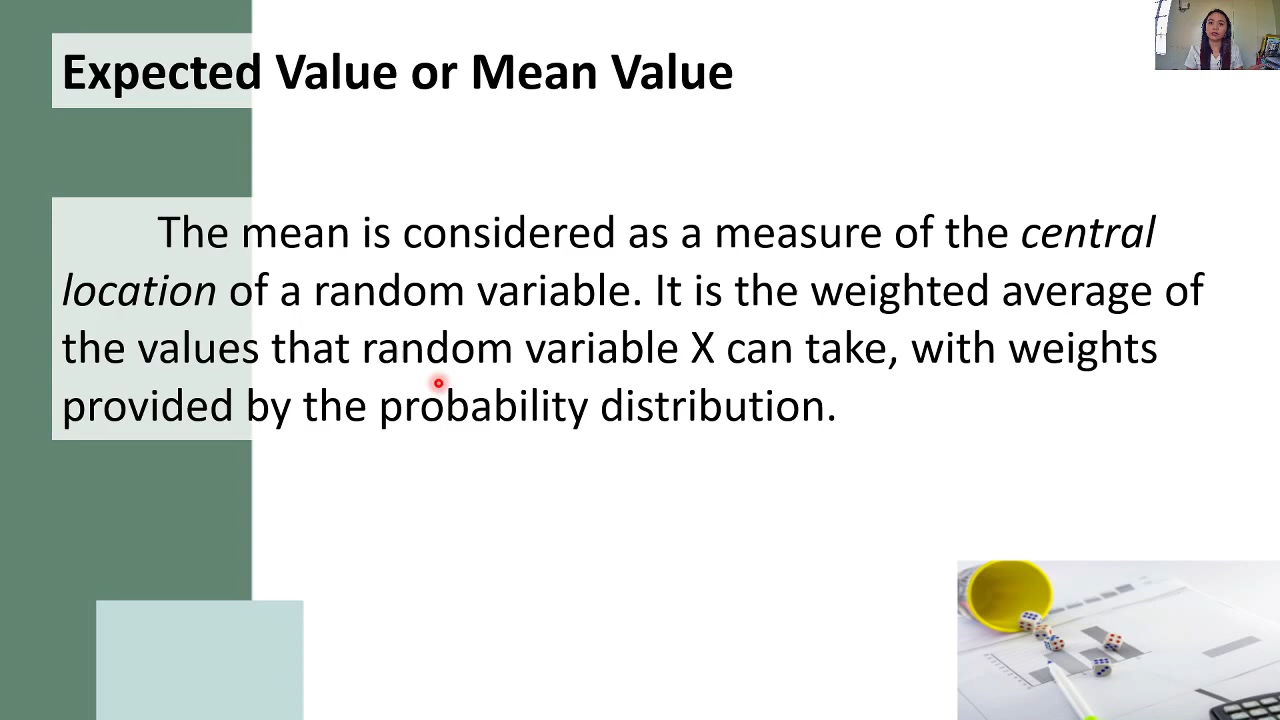 Expected Value or Mean Value
The mean is considered as a measure of the central
location of a random variable. It is the weighted average of
the values that random variable X can take, with weights
provided by the probability distribution.